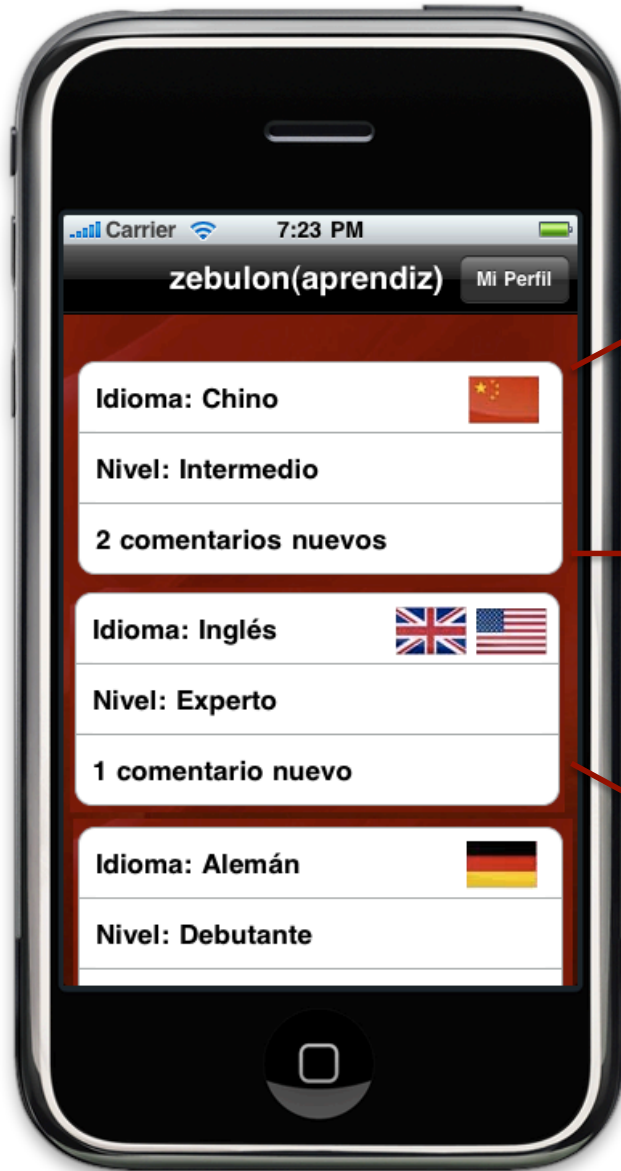 Carrier 7:23 PM
zebulon(aprendiz) Mi Perfil
Idioma: Chino
Nivel: Intermedio
2 comentarios nuevos
Idioma: Inglés
Nivel: Experto
1 comentario nuevo
Idioma: Alemán
Nivel: Debutante